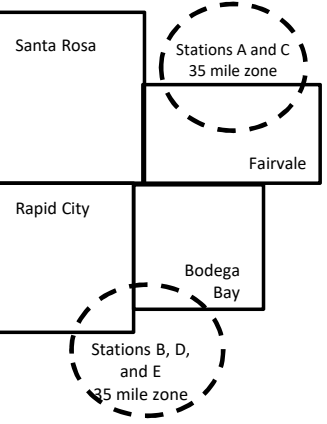 Santa Rosa
Stations A and C
35 mile zone
Fairvale
Rapid City
Bodega
Bay
Stations B, D,
and E
35 mile zone